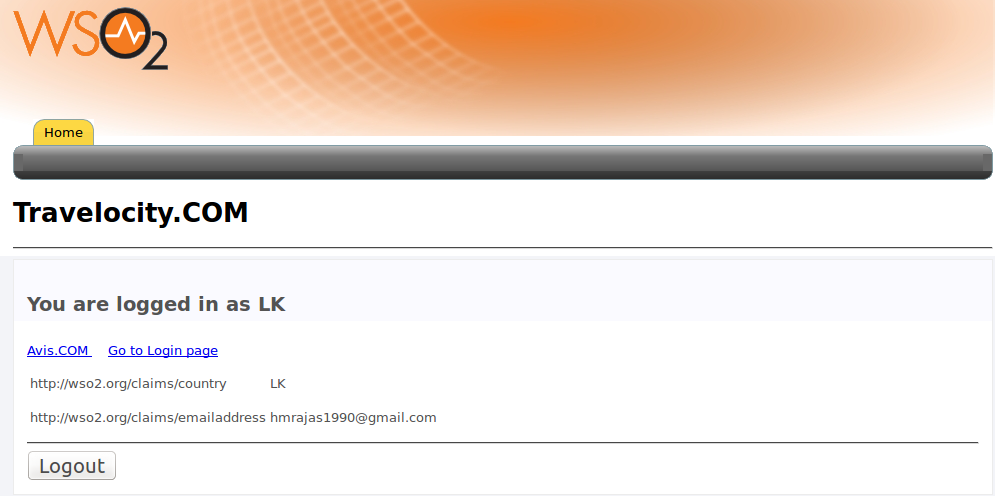 WSO2
Home
Travelocity.COM
You are logged in as LK
Avis.COM Go to Login page
http://wso2.org/claims/country LK
http://wso2.org/claims/emailaddress hmrajas1990@gmail.com
Logout